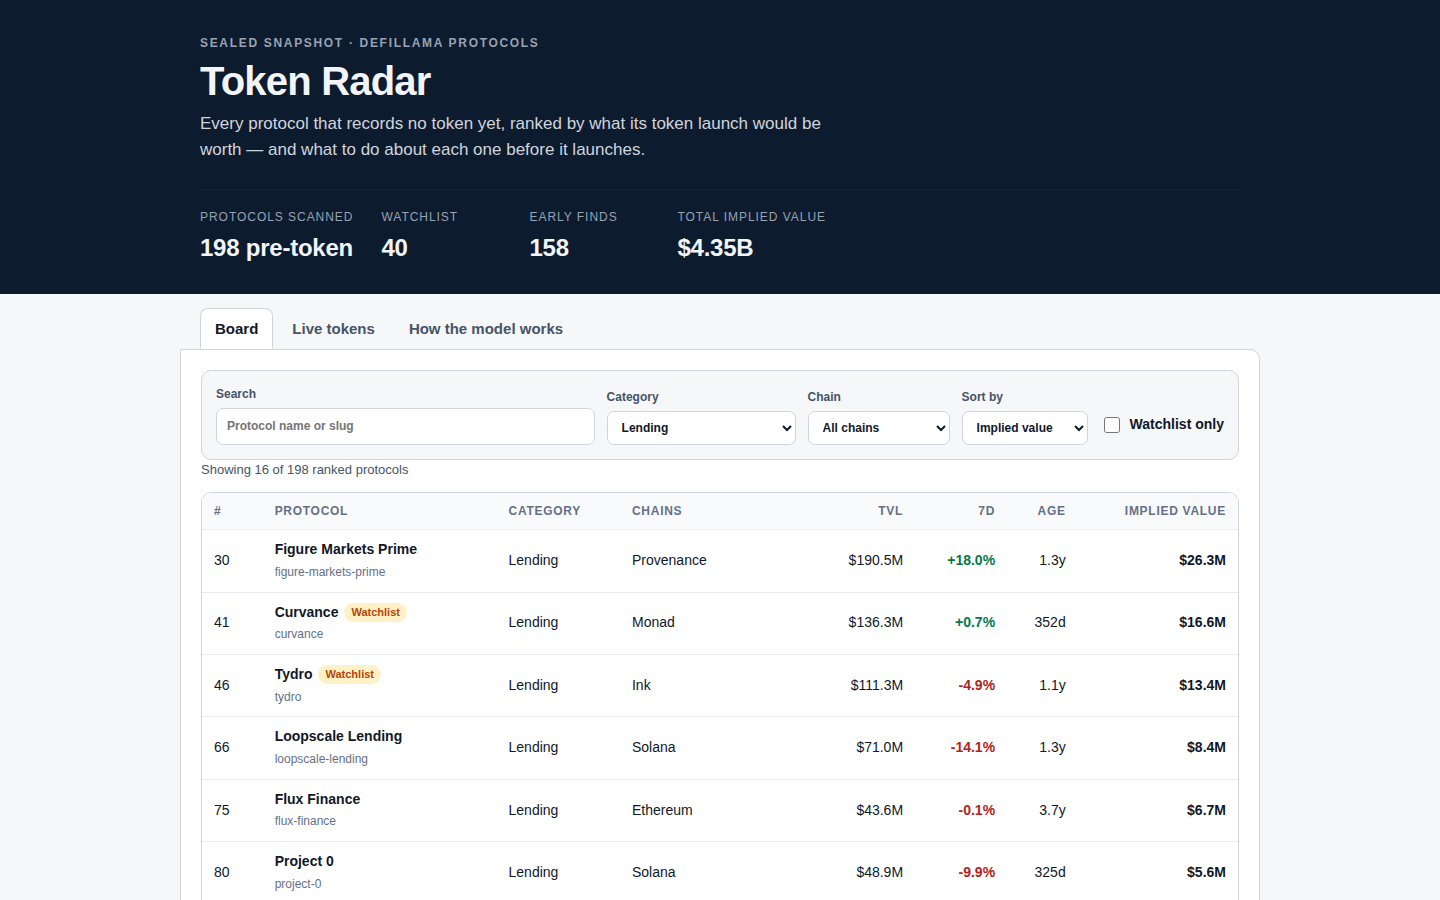 SEALED SNAPSHOT · DEFILLAMA PROTOCOLS
Token Radar
Every protocol that records no token yet, ranked by what its token launch would be
worth — and what to do about each one before it launches.
PROTOCOLS SCANNED WATCHLIST EARLY FINDS TOTAL IMPLIED VALUE
198 pre-token 40 158 $4.35B
Board Live tokens How the model works
Search Category Chain Sort by
Protocol name or slug Lending All chains Implied value Watchlist only
Showing 16 of 198 ranked protocols
# PROTOCOL CATEGORY CHAINS TVL 7D AGE IMPLIED VALUE
30 Figure Markets Prime Lending Provenance $190.5M +18.0% 1.3y $26.3M
figure-markets-prime
41 Curvance Watchlist Lending Monad $136.3M +0.7% 352d $16.6M
curvance
46 Tydro Watchlist Lending Ink $111.3M -4.9% 1.1y $13.4M
tydro
66 Loopscale Lending Lending Solana $71.0M -14.1% 1.3y $8.4M
loopscale-lending
75 Flux Finance Lending Ethereum $43.6M -0.1% 3.7y $6.7M
flux-finance
80 Project 0 Lending Solana $48.9M -9.9% 325d $5.6M
project-0